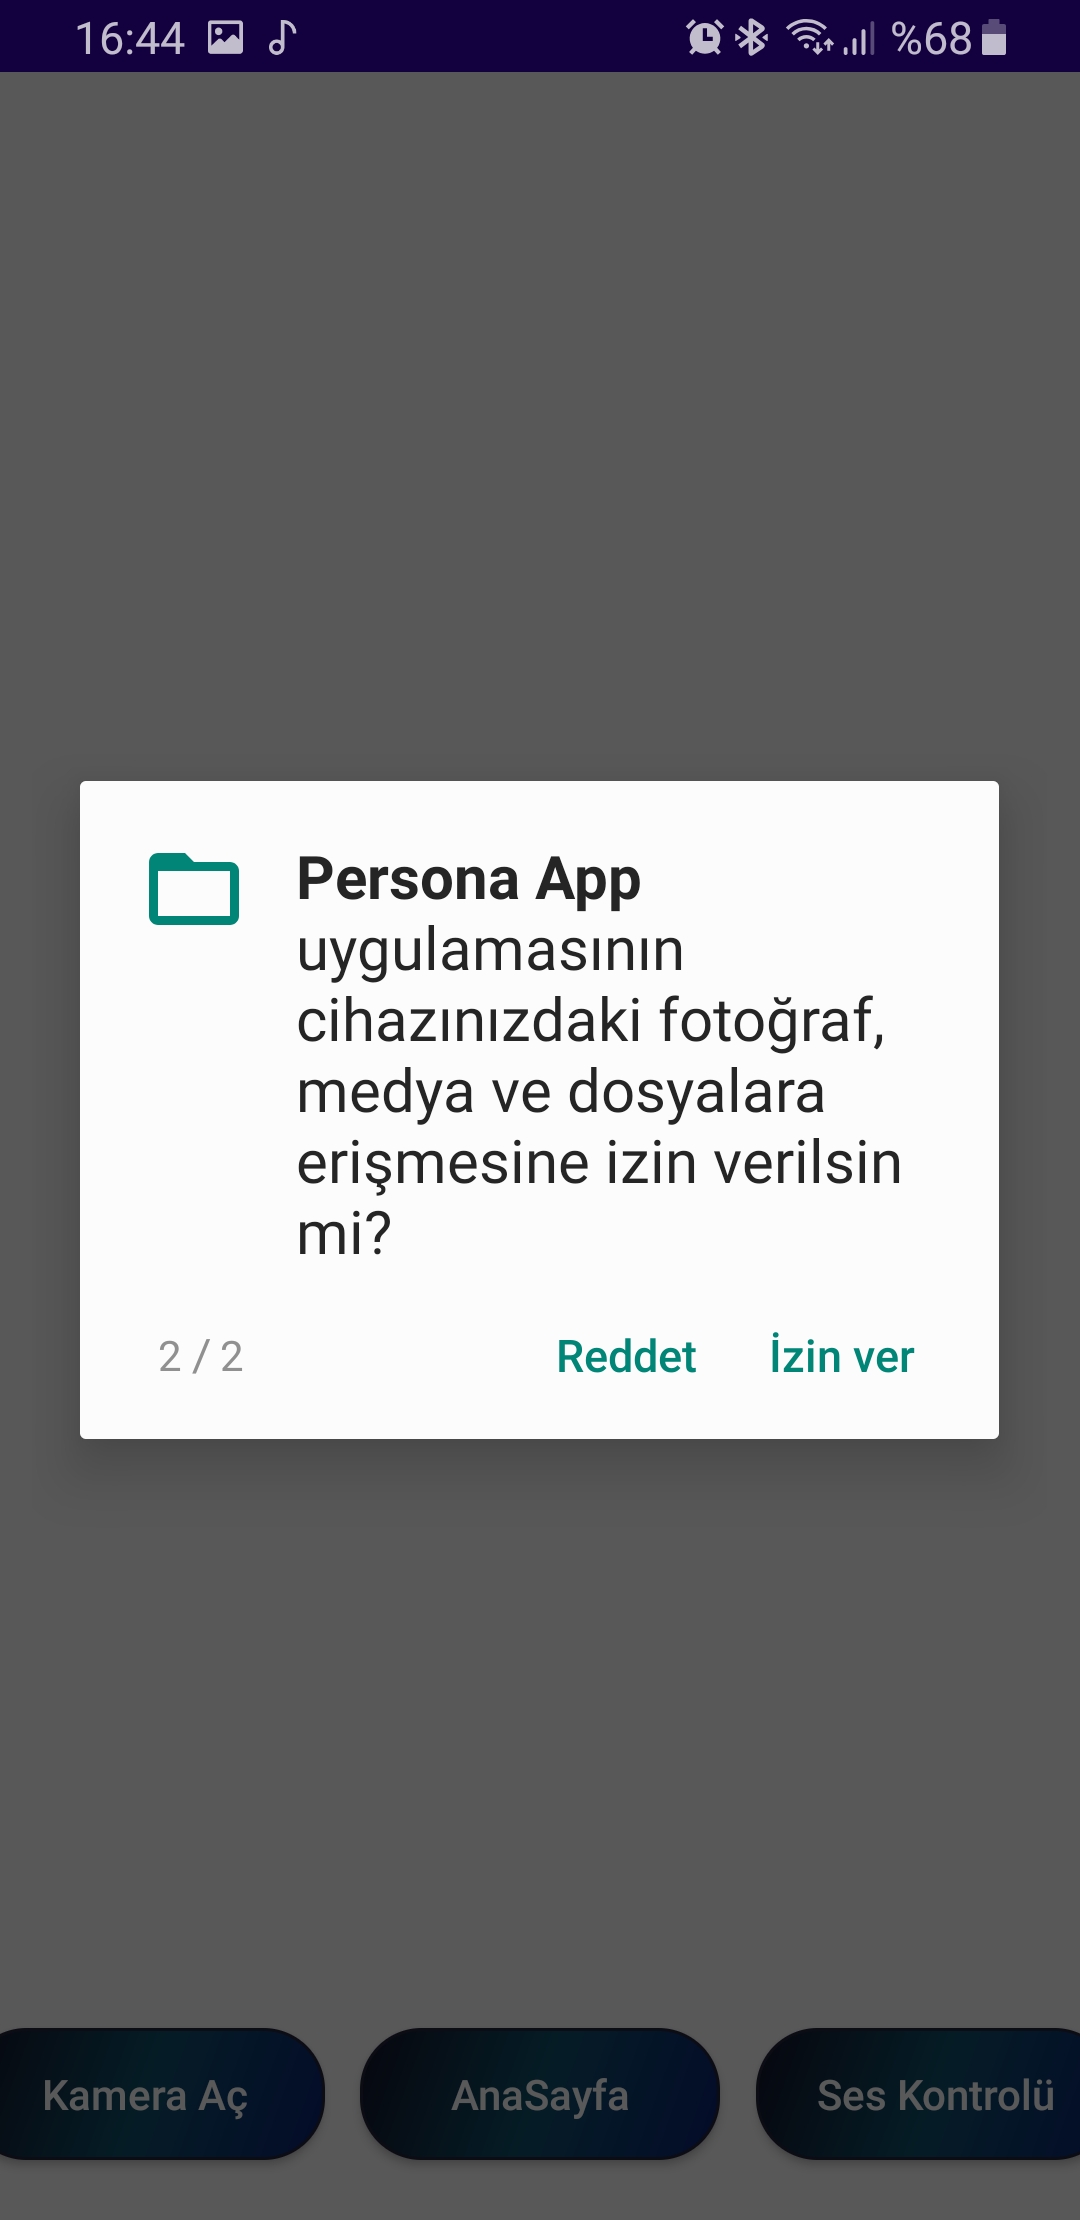 16:44 %68
Persona App
uygulamasının
cihazınızdaki fotoğraf,
medya ve dosyalara
erişmesine izin verilsin
mi?
2 / 2 Reddet İzin ver
Kamera Aç AnaSayfa Ses Kontrolü